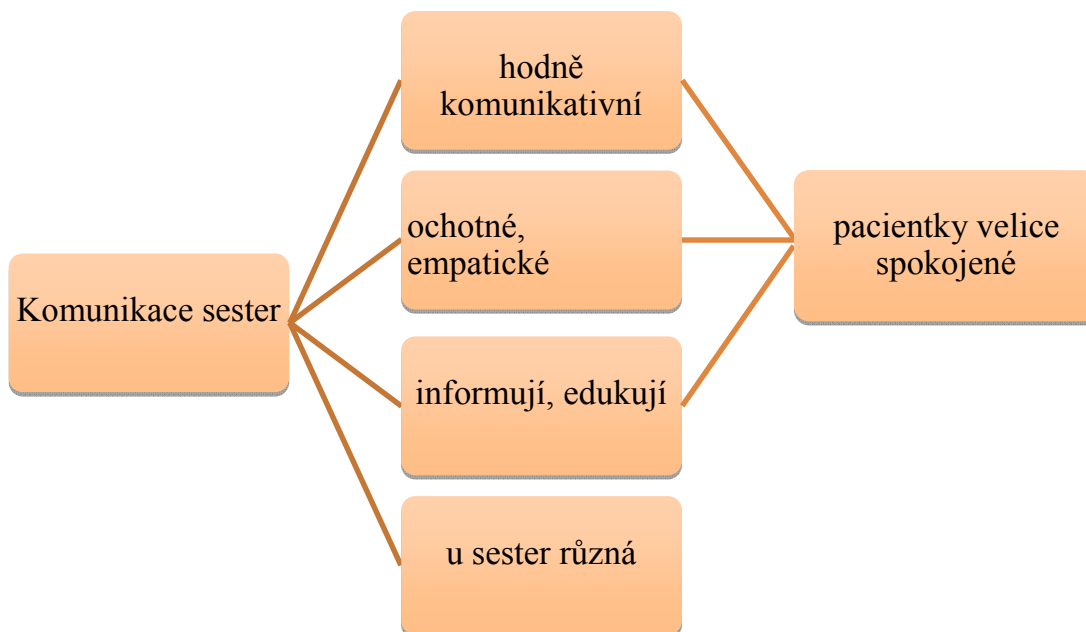 Komunikace sester
hodně
komunikativní
ochotné,
empatické
informují, edukují
u sester různá
pacientky velice
spokojené